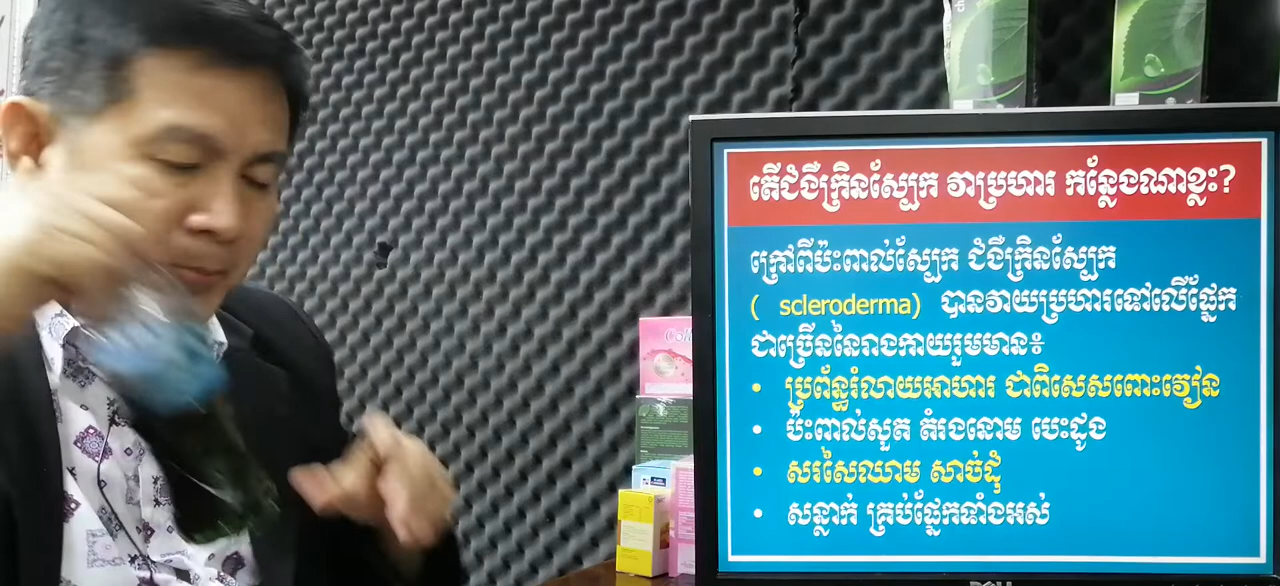 តើជំងឺក្រិនស្បែក វាប្រហារ កន្លែងណាខ្លះ?
ក្រៅពីប៉ះពាល់ស្បែក ជំងឺក្រិនស្បែក
( scleroderma) បានវាយប្រហារទៅលើផ្នែក
ជាច្រើននៃរាងកាយរួមមាន៖
• ប្រព័ន្ធរំលាយអាហារ ជាពិសេសពោះវៀន
• ប៉ះពាល់សួត តំរងនោម បេះដូង
• សរសៃឈាម សាច់ដុំ
• សន្លាក់ គ្រប់ផ្នែកទាំងអស់